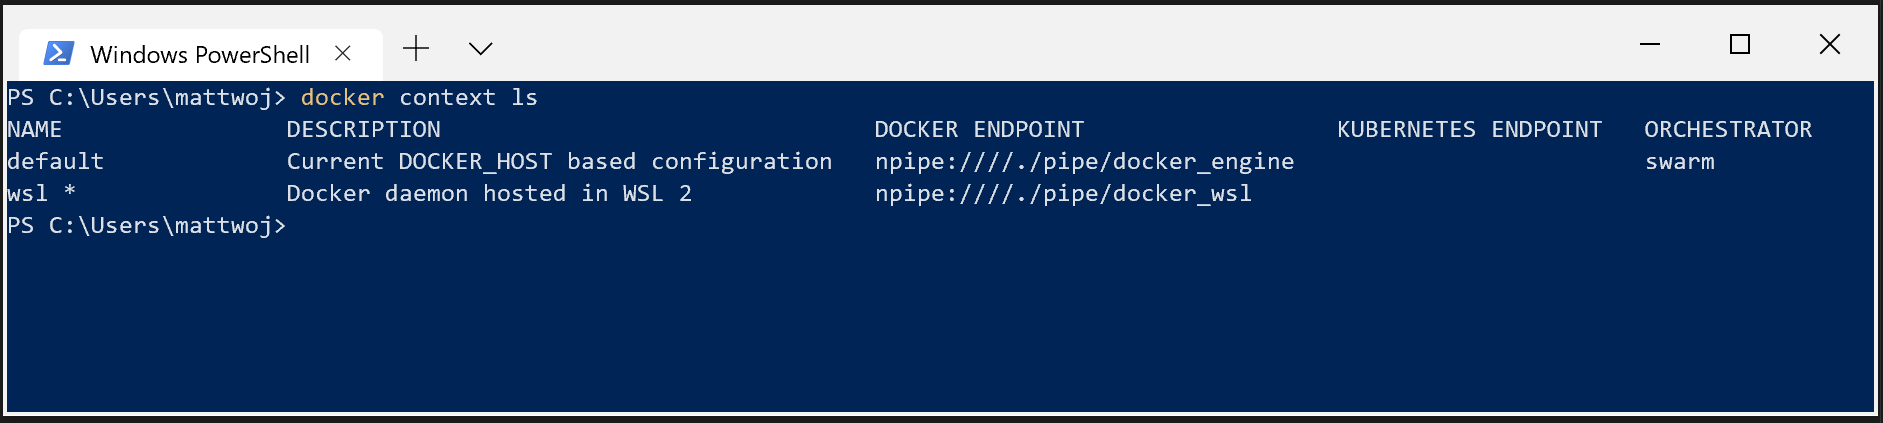 Windows PowerShell
PS C:\Users\mattwoj> docker context ls
NAME                DESCRIPTION                               DOCKER ENDPOINT                  KUBERNETES ENDPOINT   ORCHESTRATOR
default             Current DOCKER_HOST based configuration   npipe:////./pipe/docker_engine                         swarm
wsl *               Docker daemon hosted in WSL 2             npipe:////./pipe/docker_wsl
PS C:\Users\mattwoj>